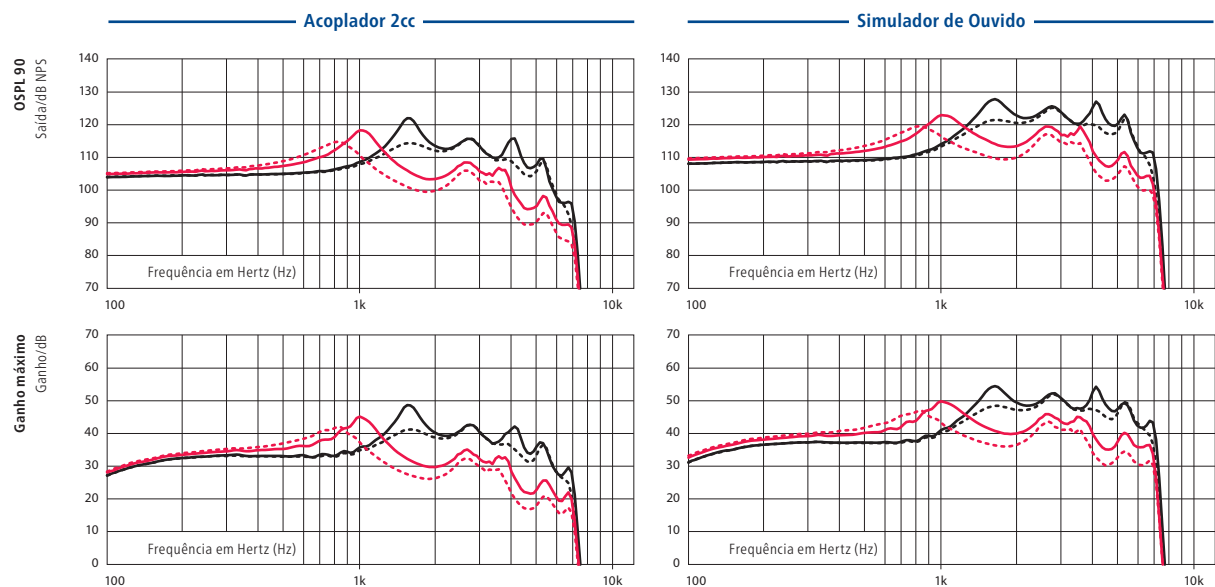 Acoplador 2cc
Simulador de Ouvido
OSPL 90
Saída/dB NPS
140
130
120
110
100
90
80
70
Frequência em Hertz (Hz)
100
1k
10k
140
130
120
110
100
90
80
70
Frequência em Hertz (Hz)
100
1k
10k
Ganho máximo
Ganho/dB
70
60
50
40
30
20
10
0
Frequência em Hertz (Hz)
100
1k
10k
70
60
50
40
30
20
10
0
Frequência em Hertz (Hz)
100
1k
10k